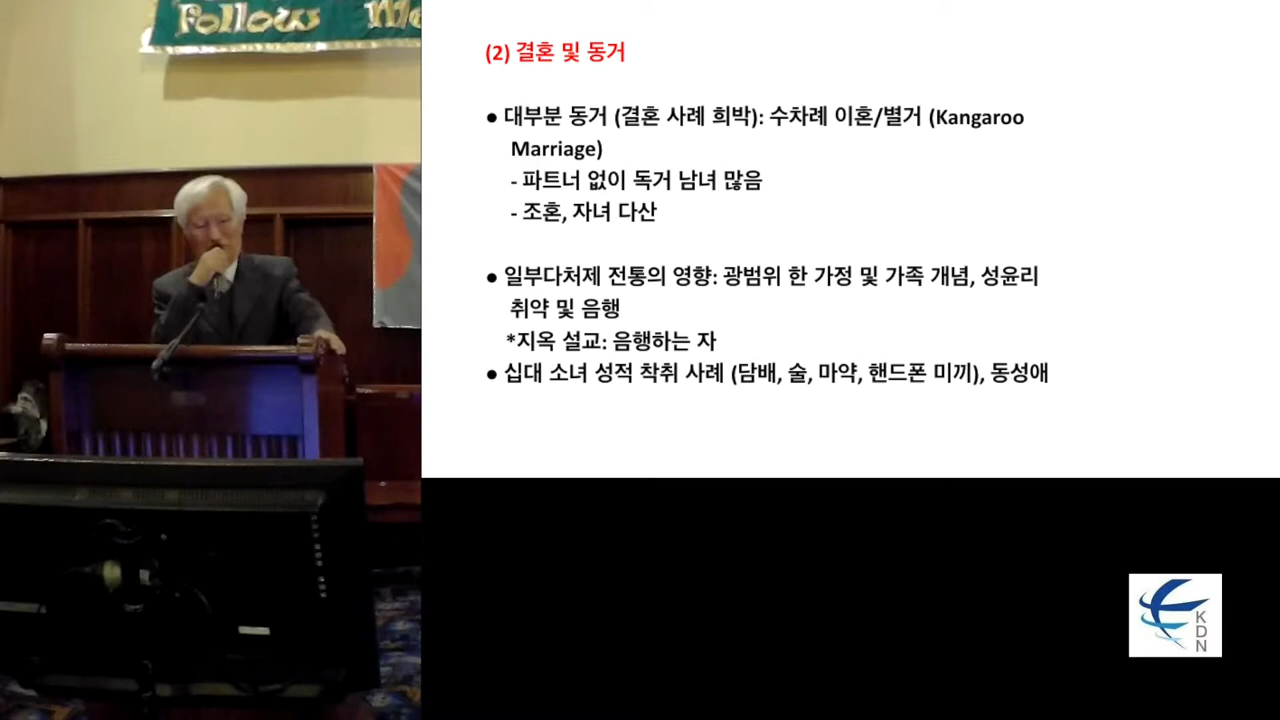 Follow Me
(2) 결혼 및 동거
● 대부분 동거 (결혼 사례 희박): 수차례 이혼/별거 (Kangaroo
Marriage)
- 파트너 없이 독거 남녀 많음
- 조혼, 자녀 다산
● 일부다처제 전통의 영향: 광범위 한 가정 및 가족 개념, 성윤리
취약 및 음행
*지옥 설교: 음행하는 자
● 십대 소녀 성적 착취 사례 (담배, 술, 마약, 핸드폰 미끼), 동성애
KDN